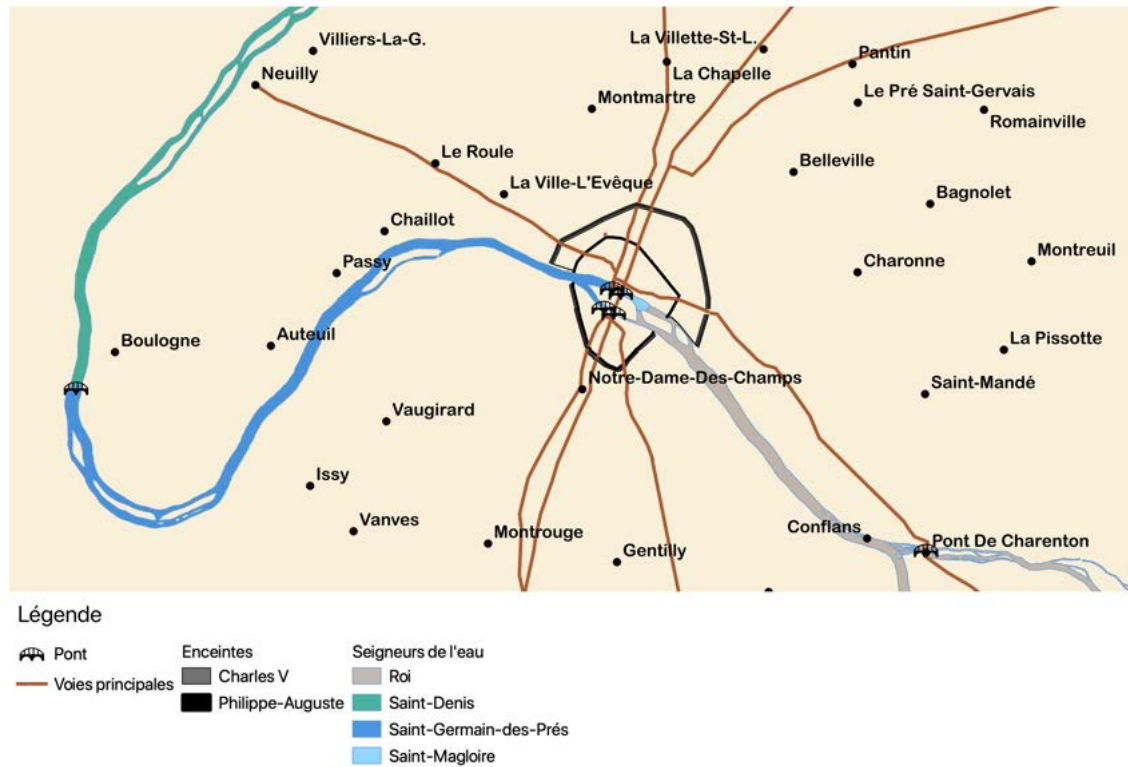 Villiers-La-G.
La Villette-St-L.
Pantin
Neuilly
La Chapelle
Le Pré Saint-Gervais
Montmartre
Romainville
Le Roule
Belleville
La Ville-L'Evêque
Bagnolet
Chaillot
Montreuil
Passy
Charonne
Boulogne
Auteuil
La Pissotte
Notre-Dame-Des-Champs
Saint-Mandé
Vaugirard
Issy
Vanves
Montrouge
Conflans
Pont De Charenton
Gentilly
Légende
Pont
Voies principales
Enceintes
Charles V
Philippe-Auguste
Seigneurs de l'eau
Roi
Saint-Denis
Saint-Germain-des-Prés
Saint-Magloire